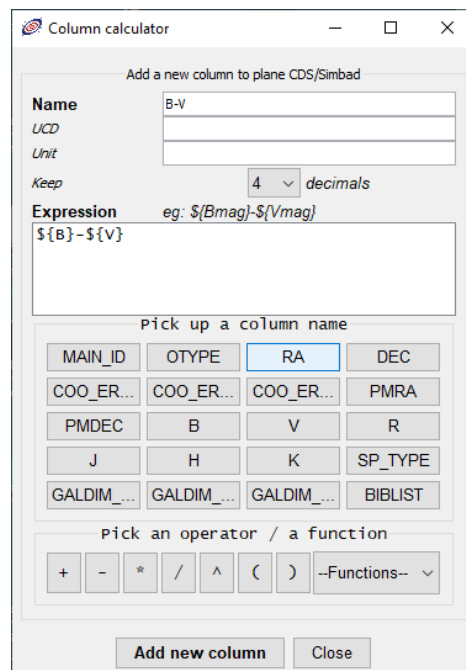 Column calculator
Add a new column to plane CDS/Simbad
Name B-V
UCD
Unit
Keep 4 decimals
Expression eg: ${Bmag}-${Vmag}
${B}-${V}
Pick up a column name
MAIN_ID OTYPE RA DEC
COO_ER... COO_ER... COO_ER... PMRA
PMDEC B V R
J H K SP_TYPE
GALDIM_... GALDIM_... GALDIM_... BIBLIST
Pick an operator / a function
+ - * / ^ ( ) --Functions--
Add new column Close